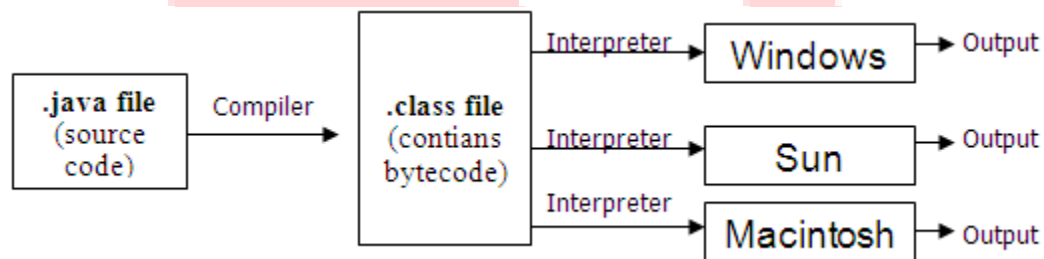 .java file
(source
code)
Compiler
.class file
(contians
bytecode)
Interpreter
Windows
Output
Interpreter
Sun
Output
Interpreter
Macintosh
Output